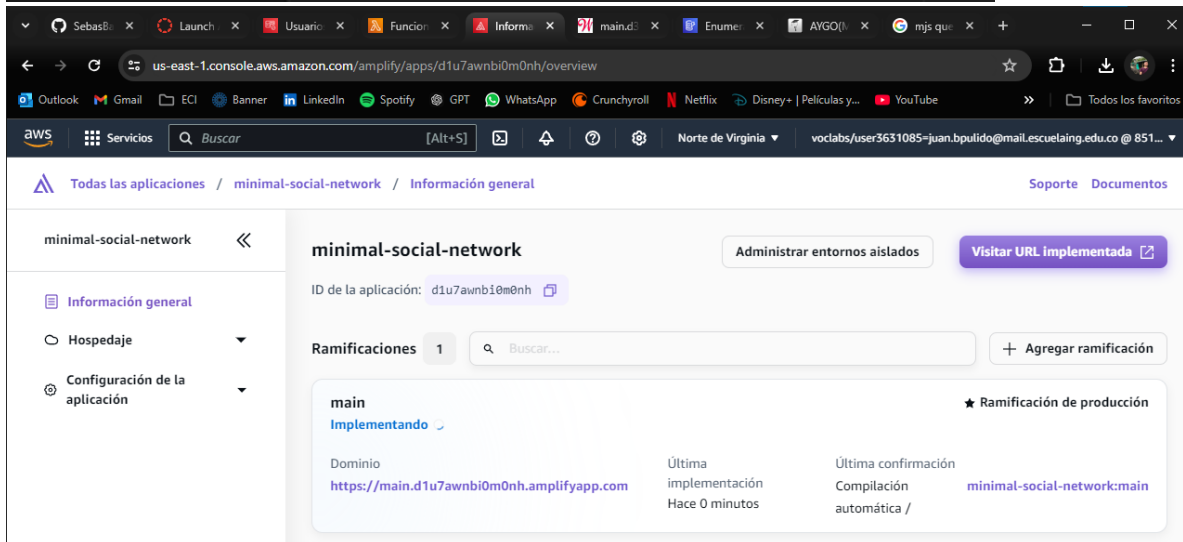 SebasBa
Launch
Usuario
Funcion
Informa
main.d
Enumer
AYGO(M
mjs que
us-east-1.console.aws.amazon.com/amplify/apps/d1u7awnbi0m0nh/overview
Outlook Gmail ECI Banner LinkedIn Spotify GPT WhatsApp Crunchyroll Netflix Disney+ | Películas y... YouTube » Todos los favoritos
aws Servicios Buscar [Alt+S] Norte de Virginia voclabs/user3631085=juan.bpulido@mail.escuelaing.edu.co @ 851...
Todas las aplicaciones / minimal-social-network / Información general Soporte Documentos
minimal-social-network
Información general
Hospedaje
Configuración de la
aplicación
minimal-social-network Administrar entornos aislados Visitar URL implementada
ID de la aplicación: d1u7awnbi0m0nh
Ramificaciones 1 Buscar... + Agregar ramificación
main Ramificación de producción
Implementando
Dominio
https://main.d1u7awnbi0m0nh.amplifyapp.com
Última
implementación
Hace 0 minutos
Última confirmación
Compilación
automática /
minimal-social-network:main